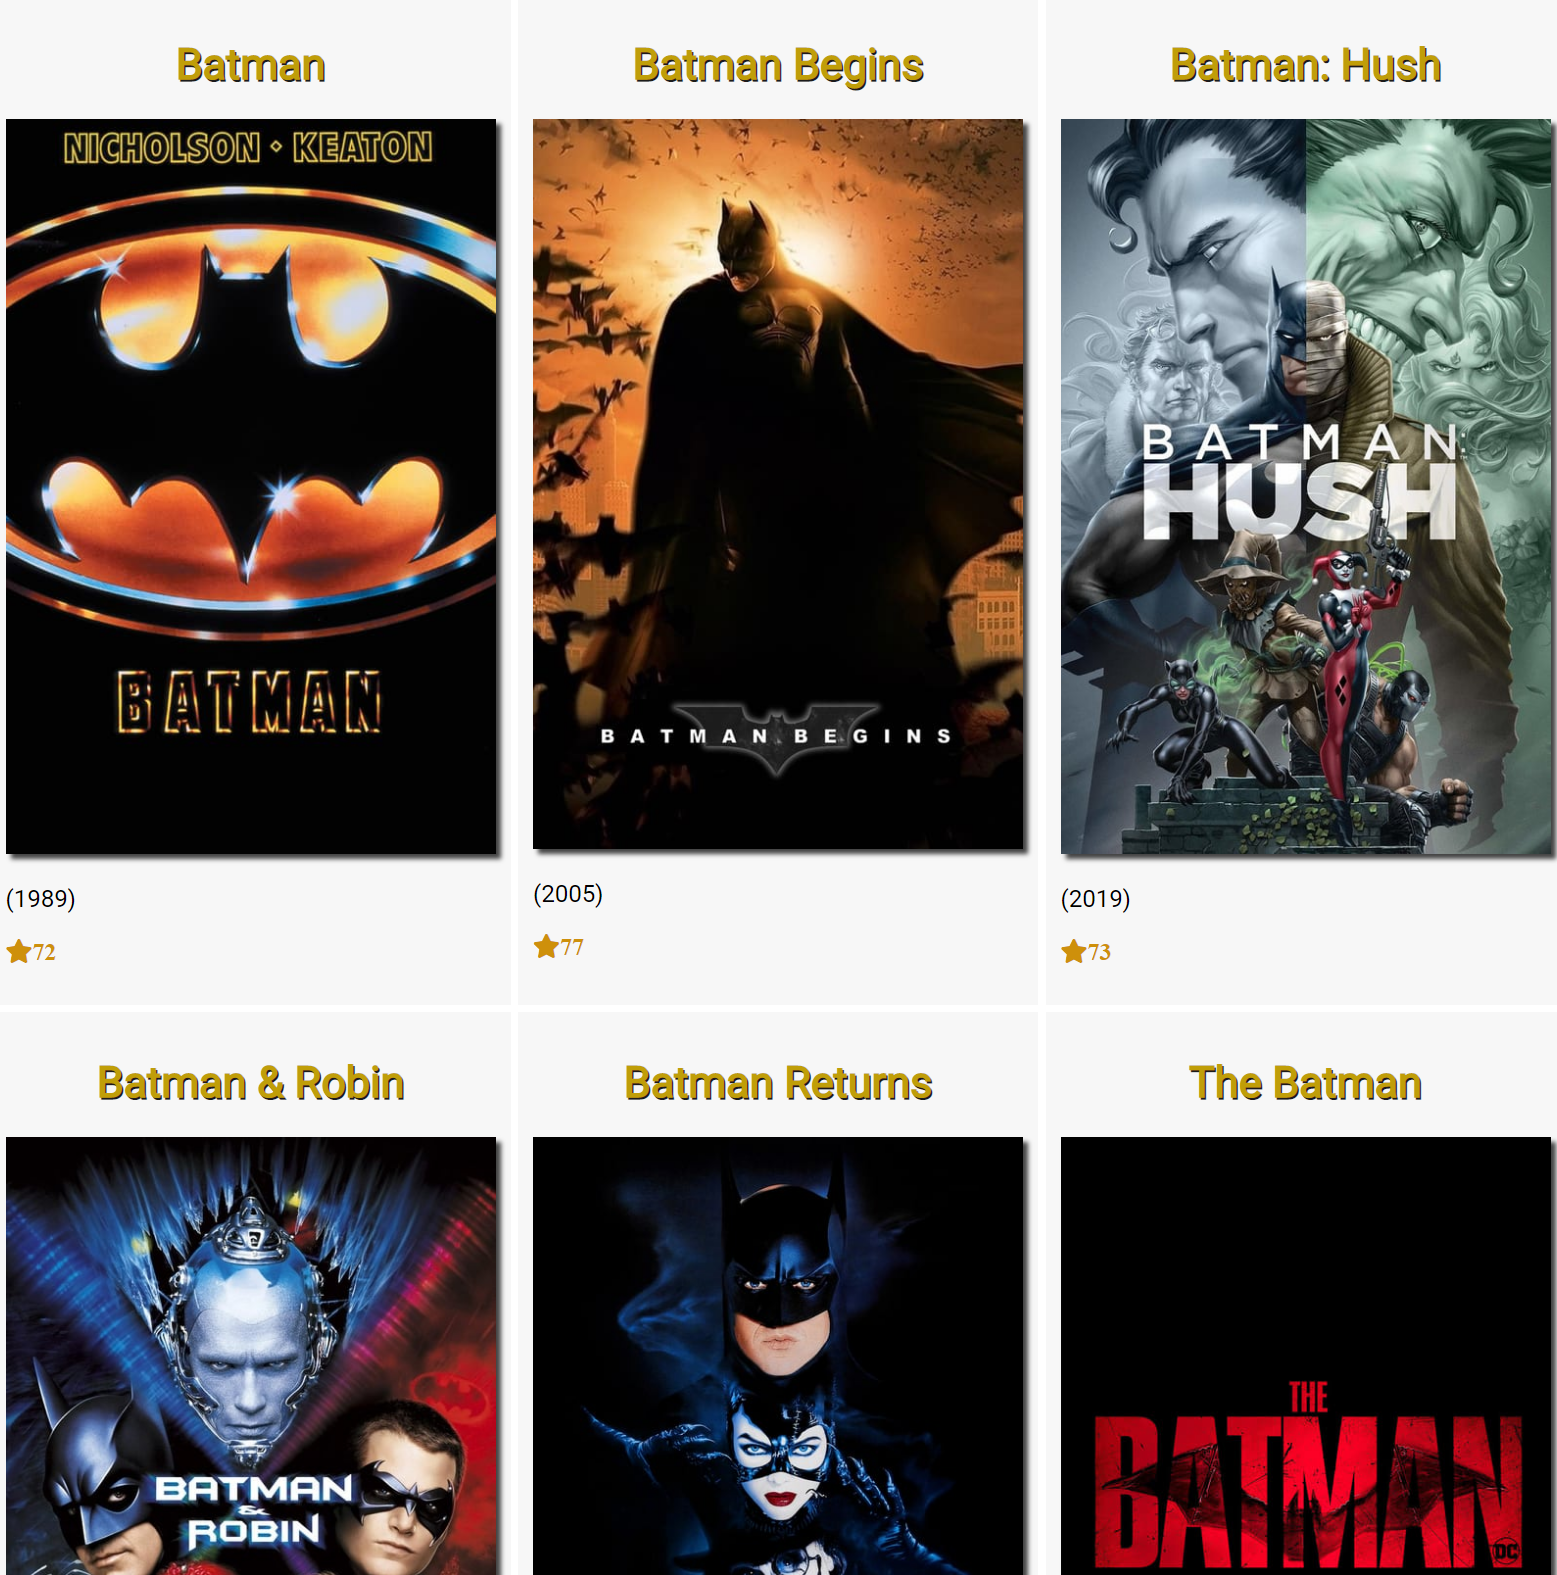 Batman
NICHOLSON • KEATON
BATMAN
(1989)
72
Batman Begins
BATMAN BEGINS
(2005)
77
Batman: Hush
BATMAN:
HUSH
(2019)
73
Batman & Robin
BATMAN
&
ROBIN
Batman Returns
The Batman
THE
BATMAN
DC